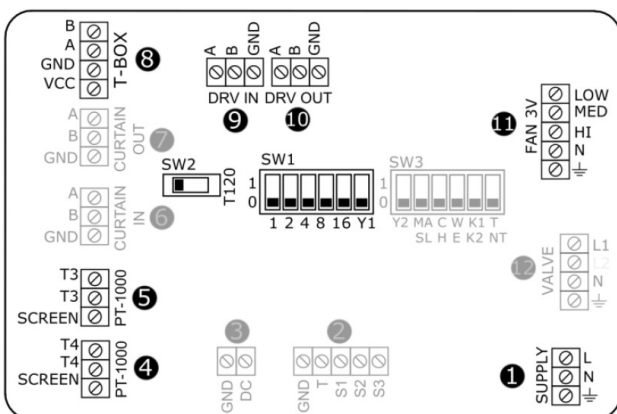 B
A
GND
VCC
T-BOX
8
A
B
GND
CURTAIN
OUT
7
A
B
GND
CURTAIN
IN
6
T3
T3
SCREEN
PT-1000
5
T4
T4
SCREEN
PT-1000
4
A B GND
DRV IN
9
A B GND
DRV OUT
10
SW2
T120
SW1
1
0
1 2 4 8 16 Y1
SW3
1
0
Y2 MA C W K1 T
SL H E K2 NT
3
GND DC
2
GND T S1 S2 S3
11
FAN 3V
LOW
MED
HI
N
12
VALVE
L1
L2
N
1
SUPPLY
L
N